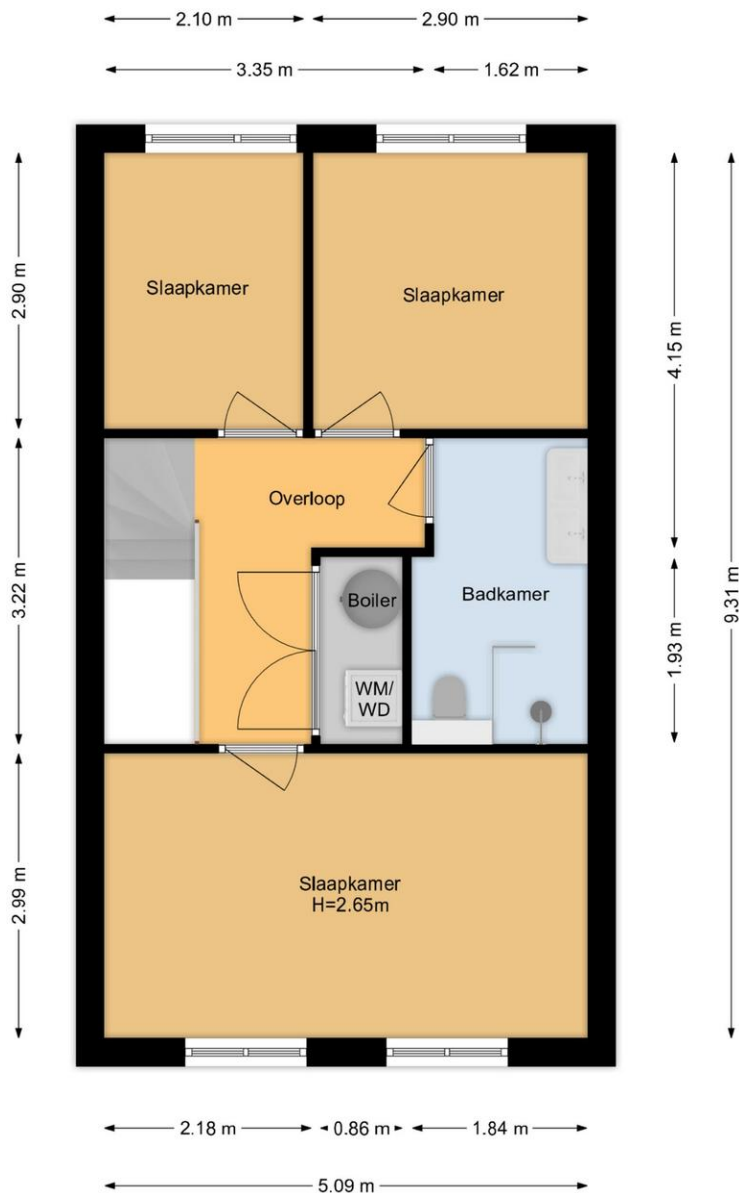 2.10 m
2.90 m
3.35 m
1.62 m
2.90 m
4.15 m
9.31 m
Slaapkamer
Slaapkamer
Overloop
3.22 m
Boiler
Badkamer
1.93 m
WM/
WD
2.99 m
Slaapkamer
H=2.65m
2.18 m
0.86 m
1.84 m
5.09 m